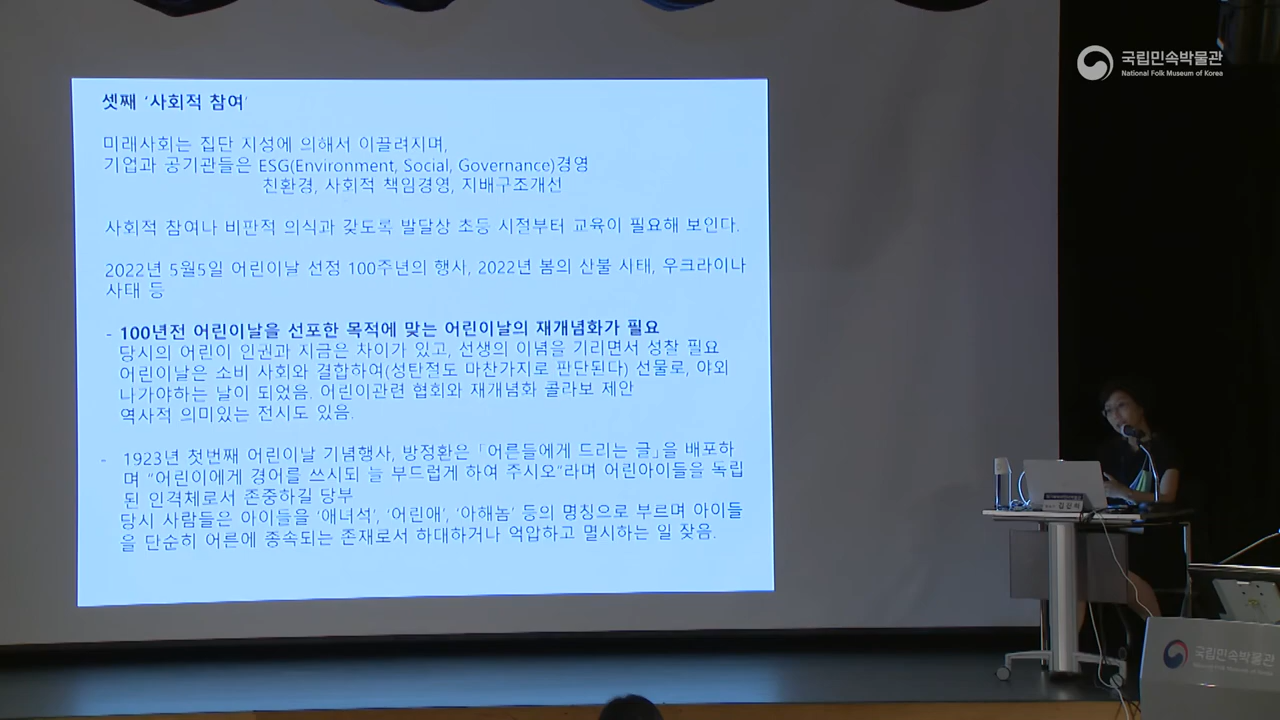 셋째 '사회적 참여'
미래사회는 집단 지성에 의해서 이끌려지며,
기업과 공기관들은 ESG(Environment, Social, Governance)경영
친환경, 사회적 책임경영, 지배구조개선
사회적 참여나 비판적 의식과 갖도록 발달상 초등 시절부터 교육이 필요해 보인다.
2022년 5월5일 어린이날 선정 100주년의 행사, 2022년 봄의 산불 시태, 우크라이나
사태 등
- 100년전 어린이날을 선포한 목적에 맞는 어린이날의 재개념화가 필요
당시의 어린이 인권과 지금은 차이가 있고, 선생의 이념을 기리면서 성찰 필요
어린이날은 소비 사회와 결합하여(성탄절도 마찬가지로 판단된다) 선물로, 야외
나가야하는 날이 되었음. 어린이관련 협회와 재개념화 콜라보 제안
역사적 의미있는 전시도 있음.
- 1923년 첫번째 어린이날 기념행사, 방정환은 「어른들에게 드리는 글」을 배포하
며 "어린이에게 경어를 쓰시되 늘 부드럽게 하여 주시오"라며 어린아이들을 독립
된 인격체로서 존중하길 당부
당시 사람들은 아이들을 '애녀석', '어린애', '아해놈' 등의 명칭으로 부르며 아이들
을 단순히 어른에 종속되는 존재로서 하대하거나 억압하고 멸시하는 일 잦음.
국립민속박물관
National Folk Museum of Korea
국립민속박물관